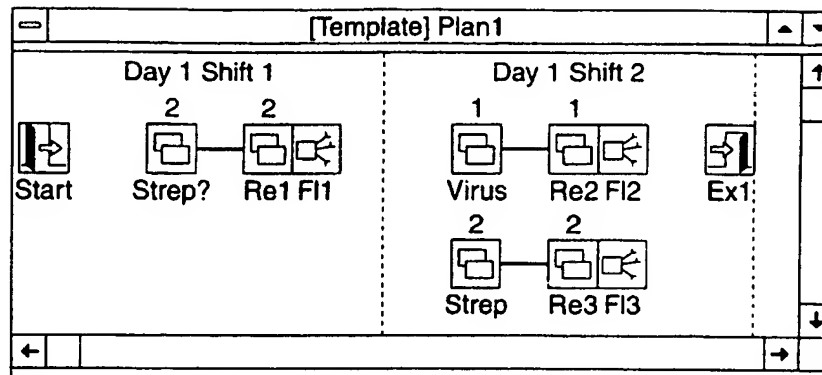 [Template] Plan1
Day 1 Shift 1 Day 1 Shift 2
2 2 1 1
Start Strep? Re1 Fl1 Virus Re2 Fl2 Ex1
2 2
Strep Re3 Fl3